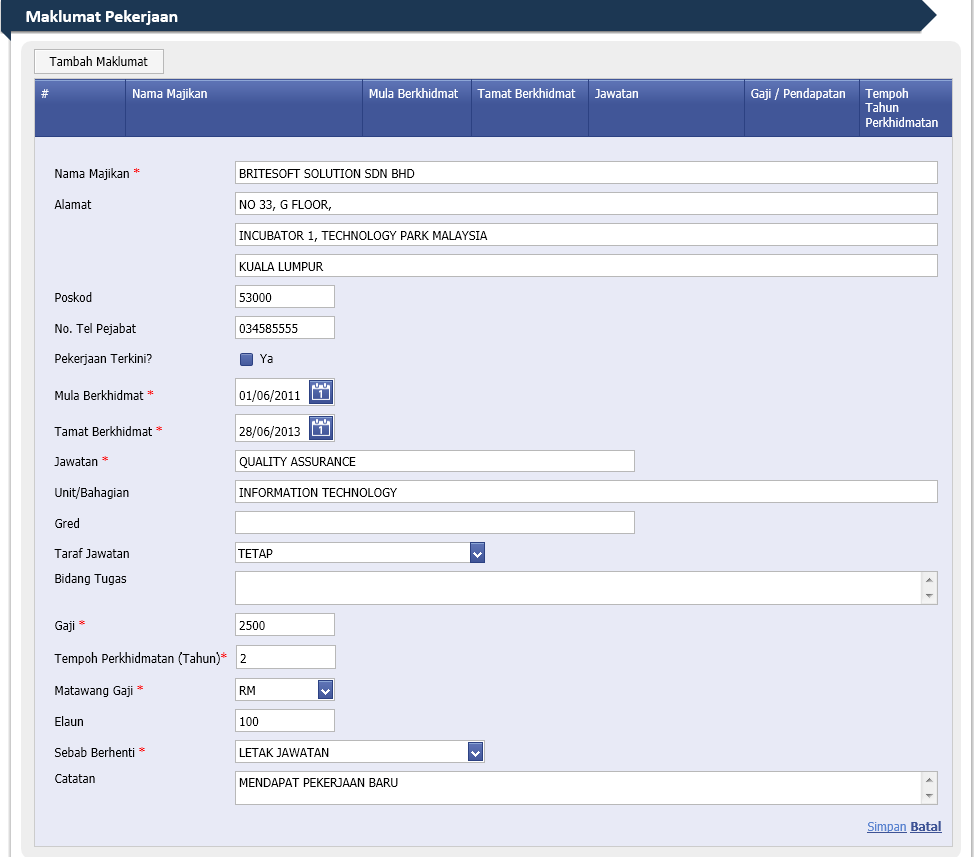 Maklumat Pekerjaan
Tambah Maklumat
# Nama Majikan Mula Berkhidmat Tamat Berkhidmat Jawatan Gaji / Pendapatan Tempoh
Tahun
Perkhidmatan
Nama Majikan * BRITESOFT SOLUTION SDN BHD
Alamat NO 33, G FLOOR,
INCUBATOR 1, TECHNOLOGY PARK MALAYSIA
KUALA LUMPUR
Poskod 53000
No. Tel Pejabat 034585555
Pekerjaan Terkini? Ya
Mula Berkhidmat * 01/06/2011 1
Tamat Berkhidmat * 28/06/2013 1
Jawatan * QUALITY ASSURANCE
Unit/Bahagian INFORMATION TECHNOLOGY
Gred
Taraf Jawatan TETAP
Bidang Tugas
Gaji * 2500
Tempoh Perkhidmatan (Tahun)* 2
Matawang Gaji * RM
Elaun 100
Sebab Berhenti * LETAK JAWATAN
Catatan MENDAPAT PEKERJAAN BARU
Simpan Batal